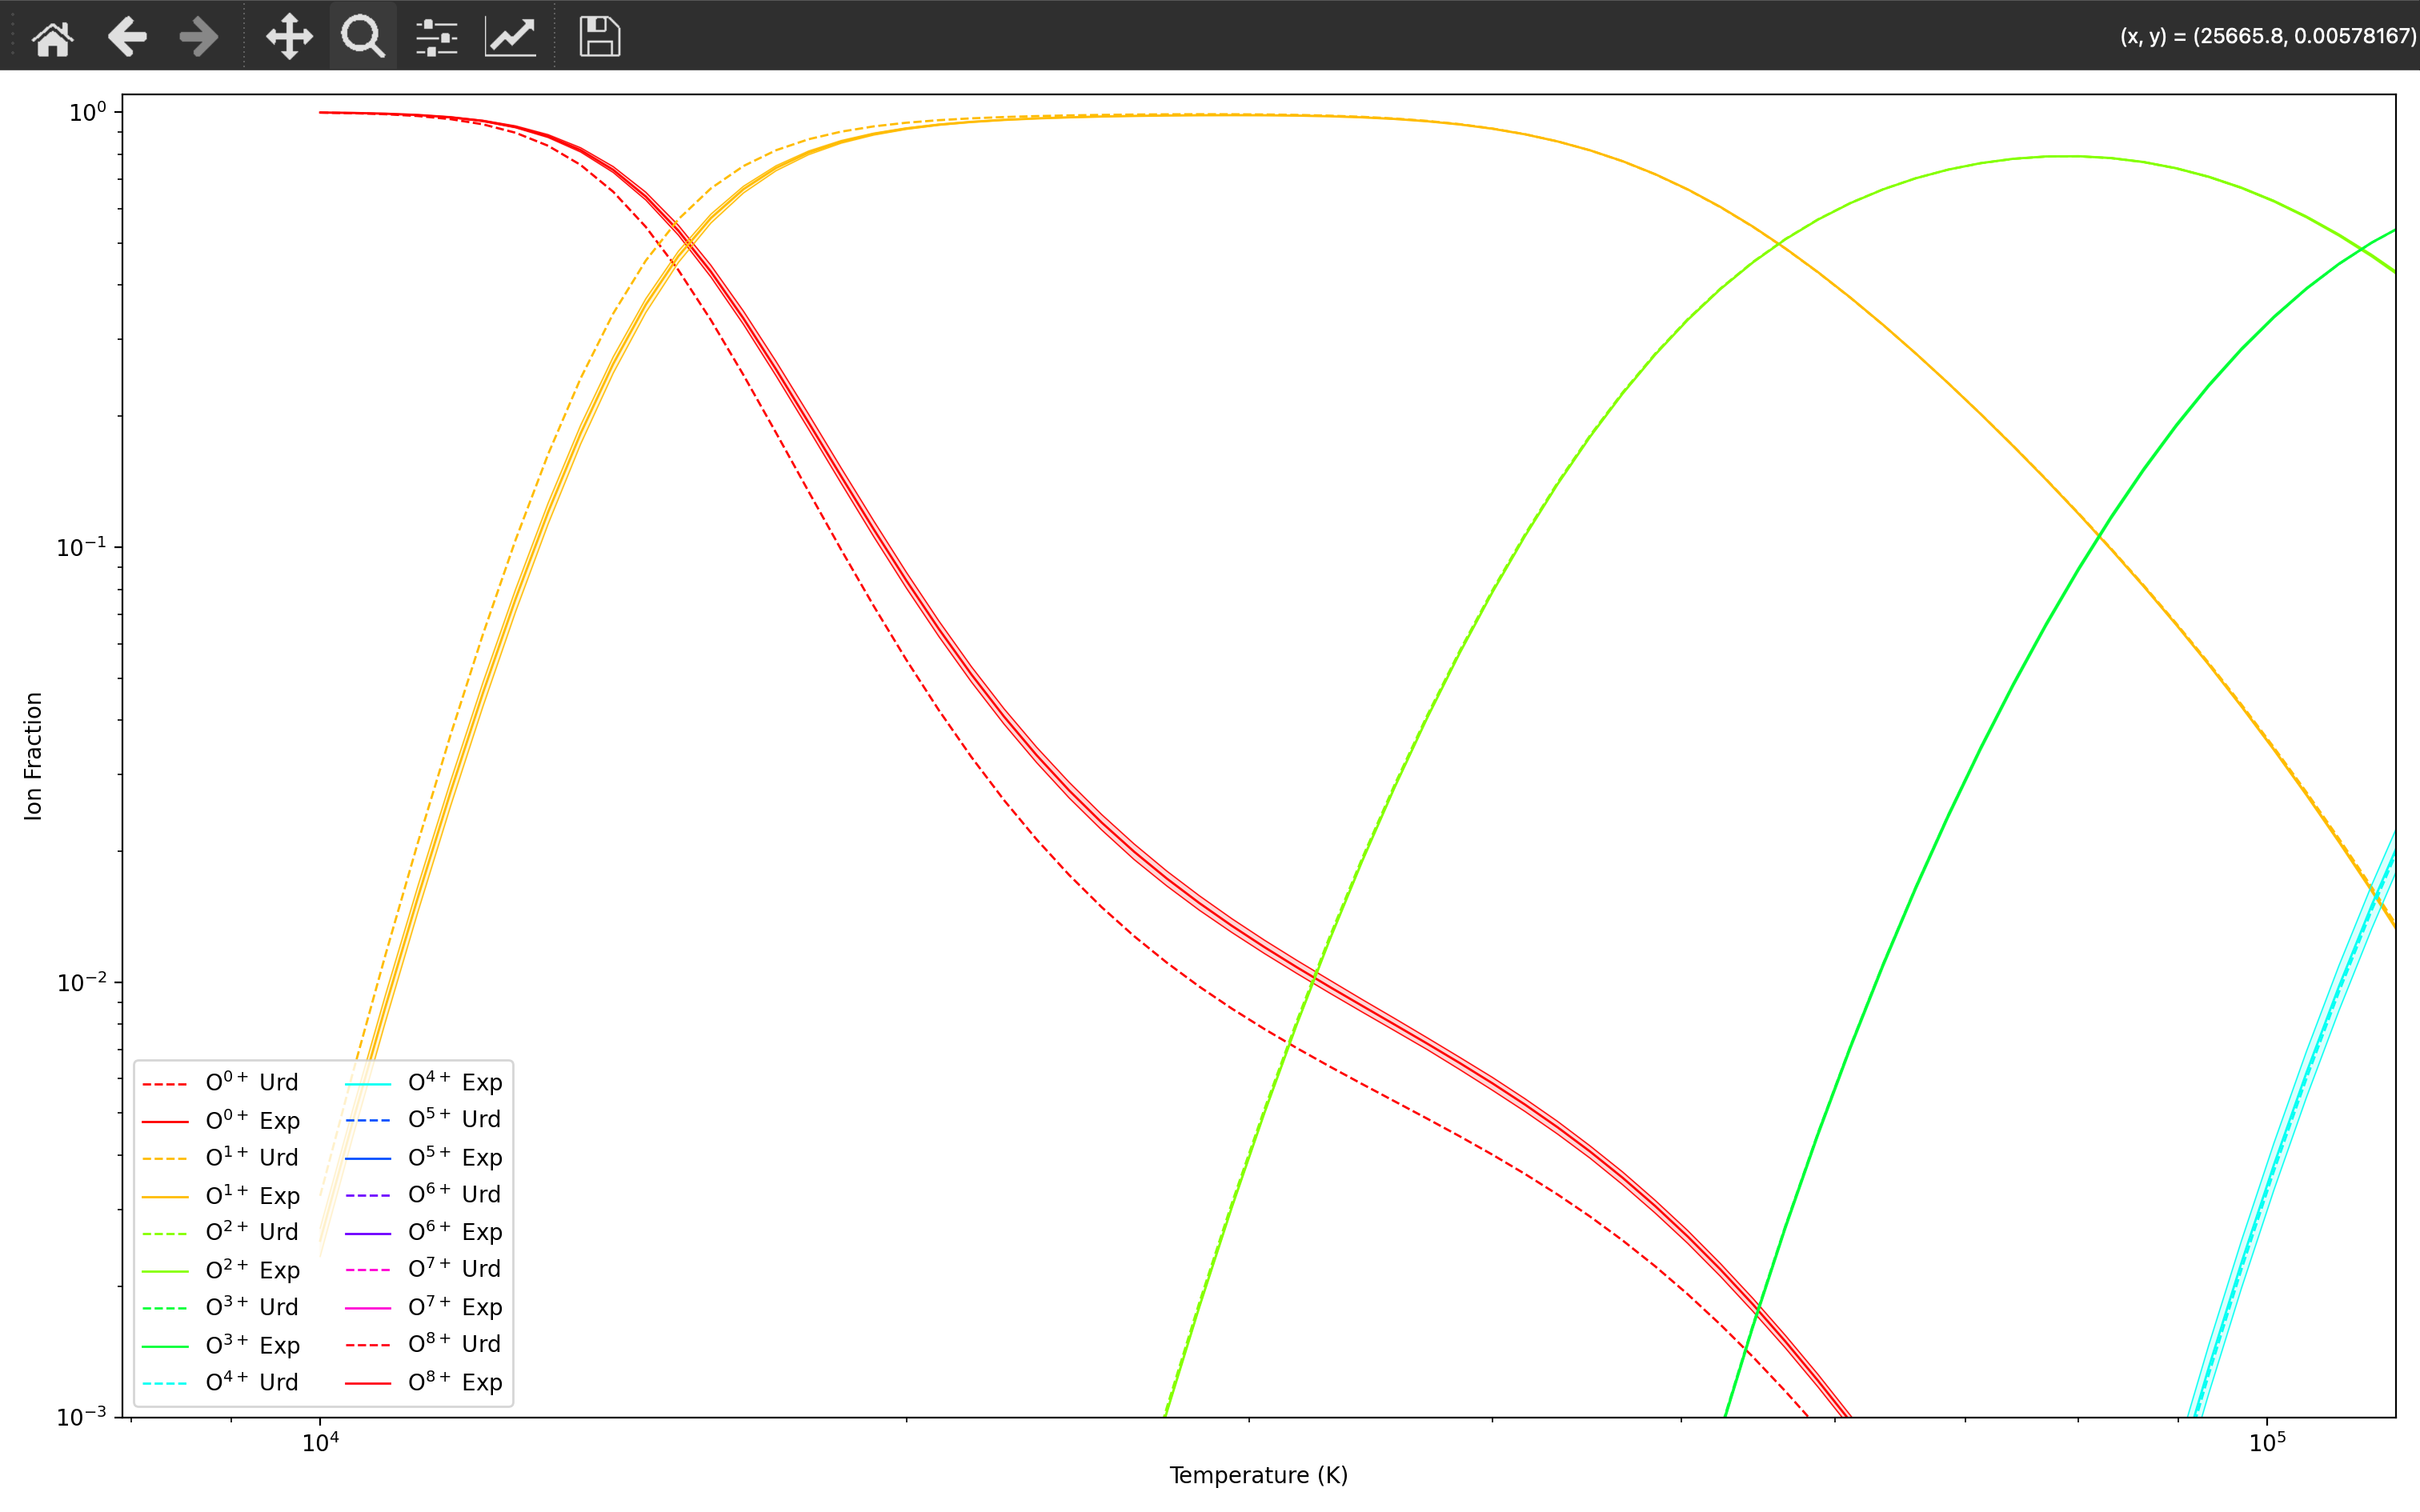 (x, y) = (25665.8, 0.00578167)
10⁰
10⁻¹
Ion Fraction
10⁻²
10⁻³
O⁰⁺ Urd
O⁰⁺ Exp
O¹⁺ Urd
O¹⁺ Exp
O²⁺ Urd
O²⁺ Exp
O³⁺ Urd
O³⁺ Exp
O⁴⁺ Urd
O⁴⁺ Exp
O⁵⁺ Urd
O⁵⁺ Exp
O⁶⁺ Urd
O⁶⁺ Exp
O⁷⁺ Urd
O⁷⁺ Exp
O⁸⁺ Urd
O⁸⁺ Exp
10⁴
10⁵
Temperature (K)